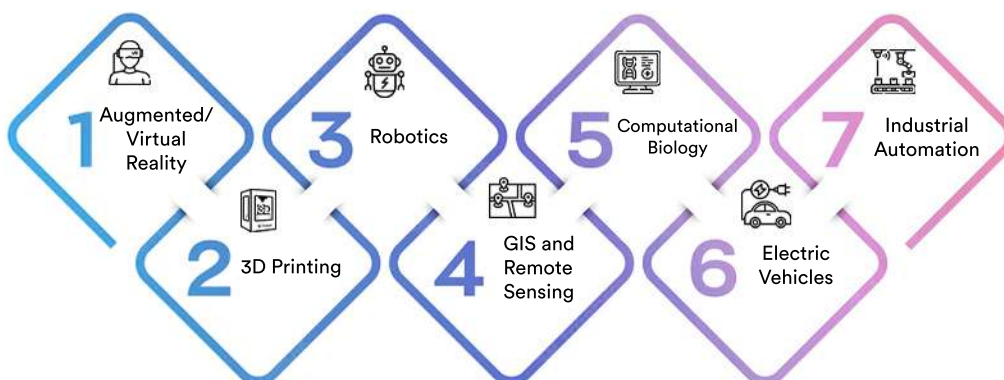 1
Augmented/
Virtual
Reality
2
3D Printing
3
Robotics
4
GIS and
Remote
Sensing
5
Computational
Biology
6
Electric
Vehicles
7
Industrial
Automation